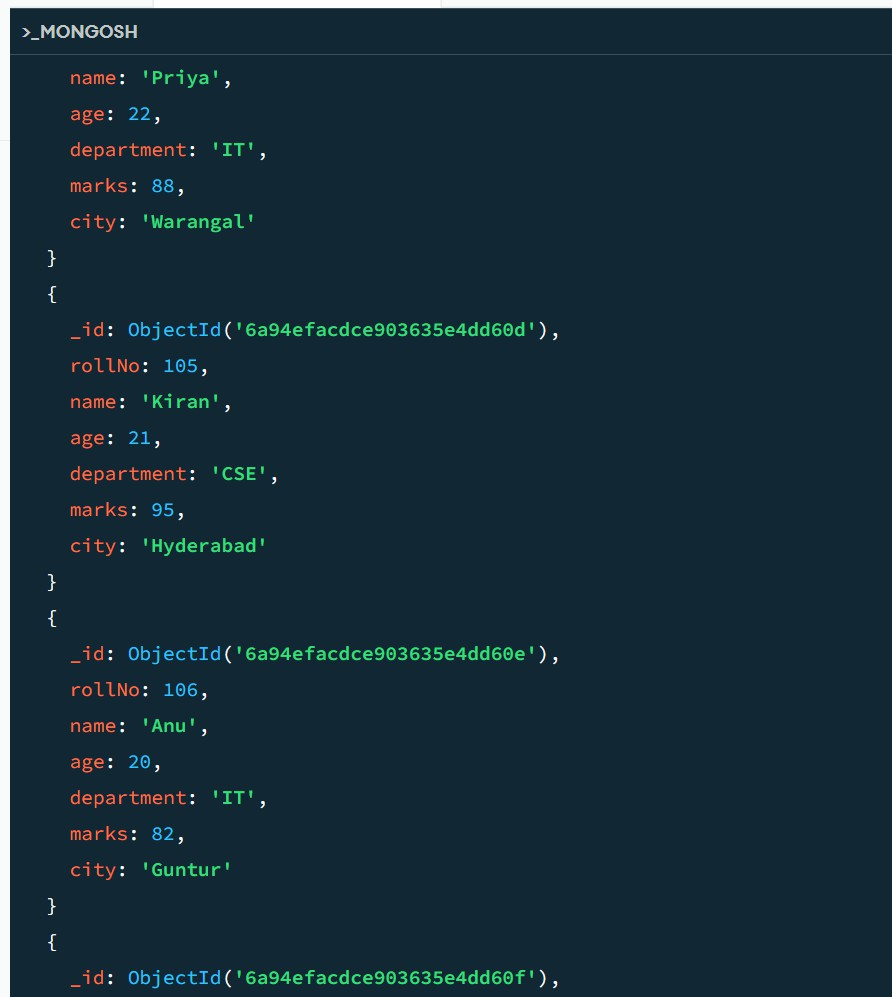 >_MONGOSH
name: 'Priya',
age: 22,
department: 'IT',
marks: 88,
city: 'Warangal'
}
{
_id: ObjectId('6a94efacdce903635e4dd60d'),
rollNo: 105,
name: 'Kiran',
age: 21,
department: 'CSE',
marks: 95,
city: 'Hyderabad'
}
{
_id: ObjectId('6a94efacdce903635e4dd60e'),
rollNo: 106,
name: 'Anu',
age: 20,
department: 'IT',
marks: 82,
city: 'Guntur'
}
{
_id: ObjectId('6a94efacdce903635e4dd60f'),